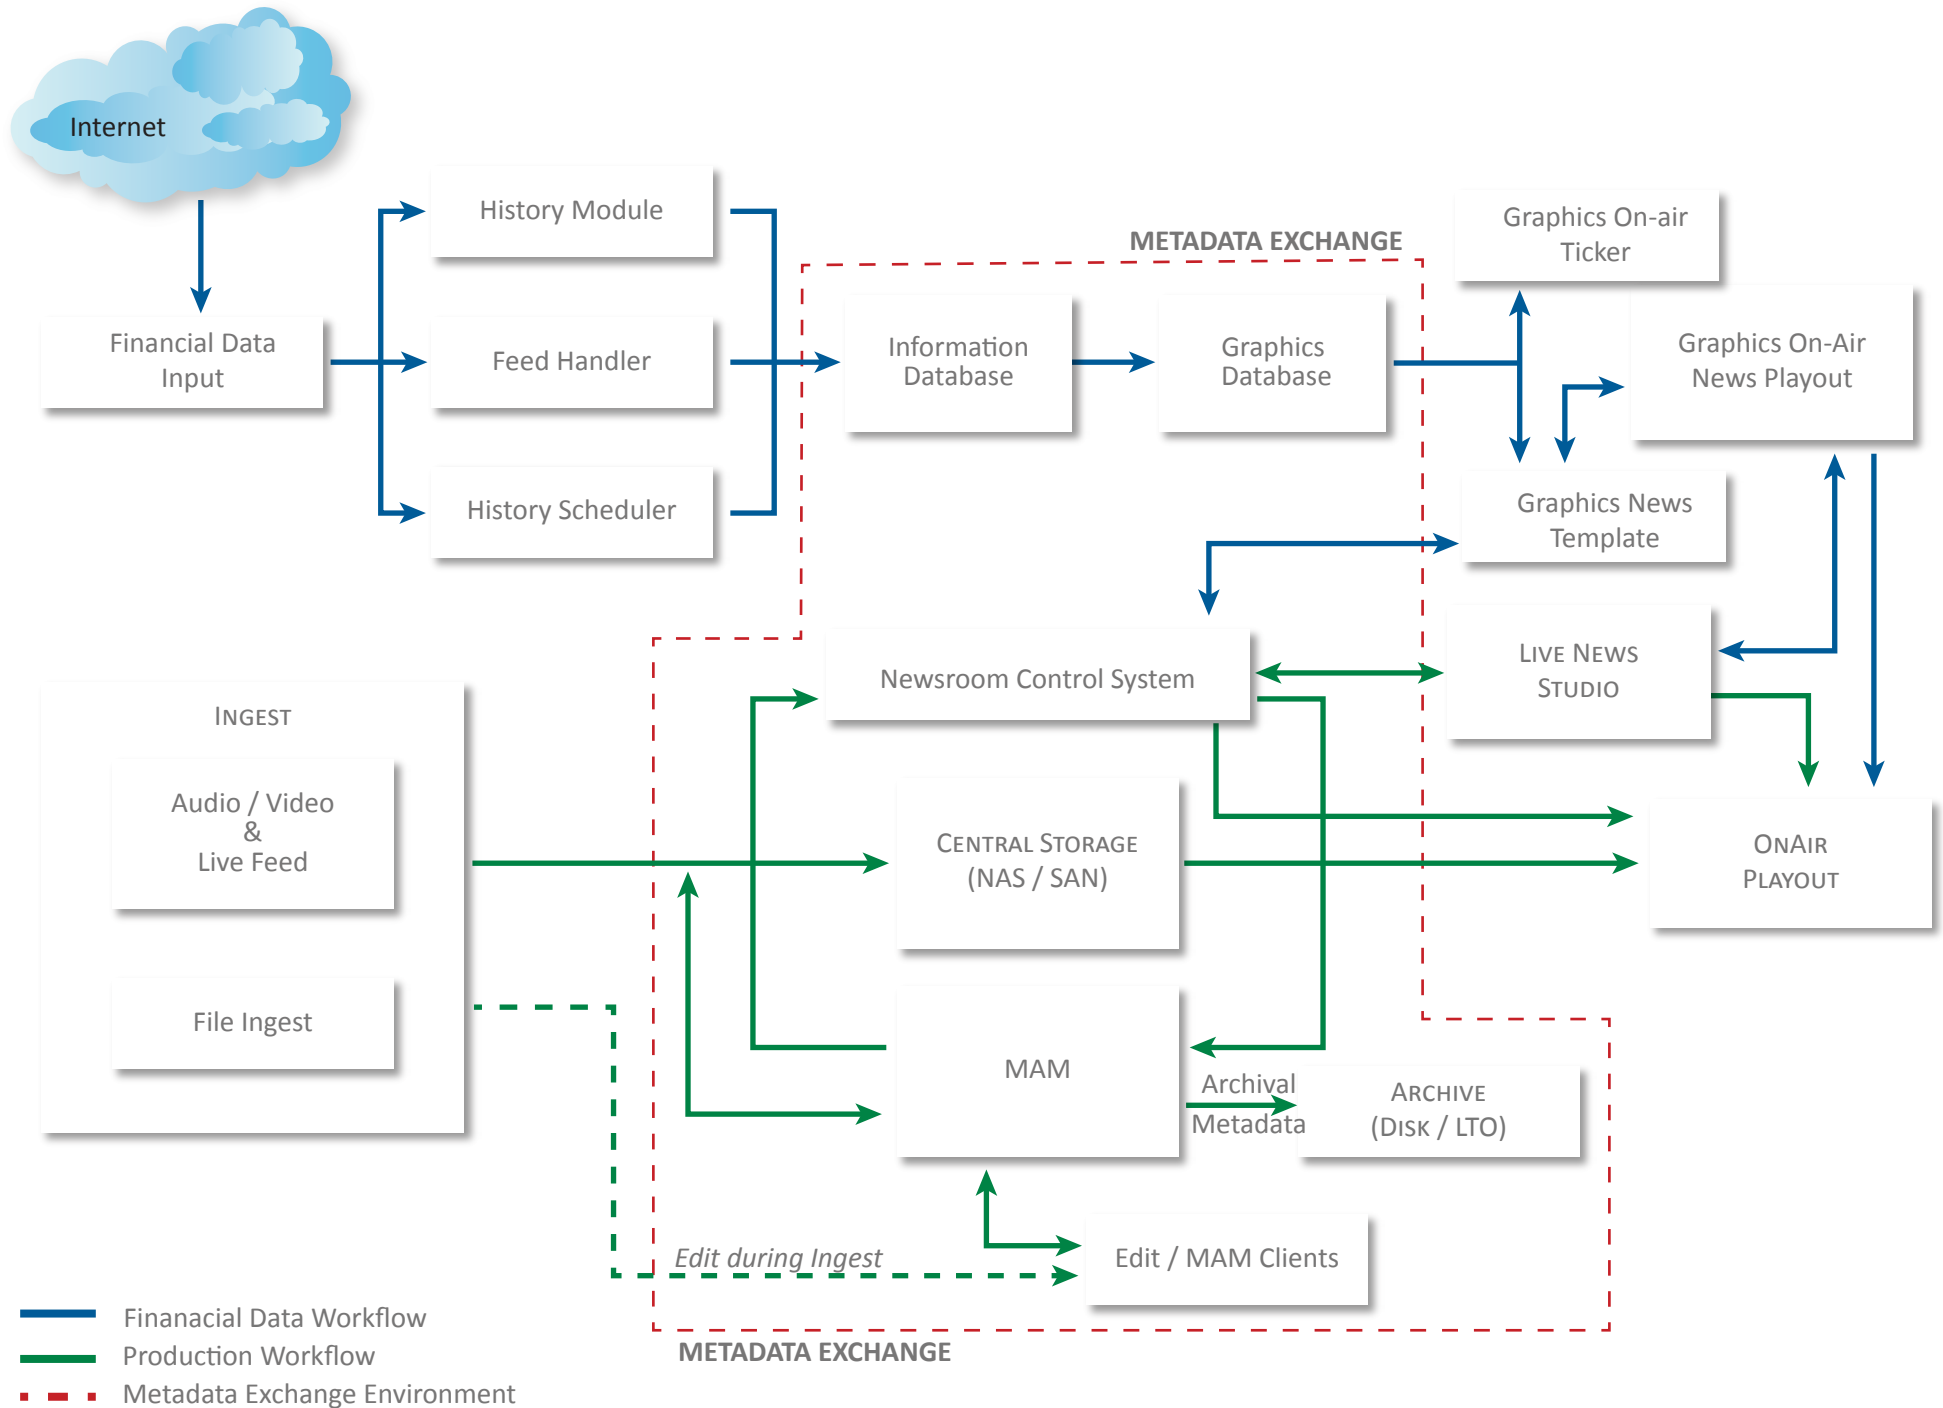 Internet
History Module
METADATA EXCHANGE
Graphics On-air
Ticker
Financial Data
Input
Feed Handler
Information
Database
Graphics
Database
Graphics On-Air
News Playout
History Scheduler
Graphics News
Template
Newsroom Control System
LIVE NEWS
STUDIO
INGEST
Audio / Video
&
Live Feed
CENTRAL STORAGE
(NAS / SAN)
ONAIR
PLAYOUT
File Ingest
MAM
Archival
Metadata
ARCHIVE
(DISK / LTO)
Edit during Ingest
Edit / MAM Clients
Finanacial Data Workflow
Production Workflow
METADATA EXCHANGE
Metadata Exchange Environment